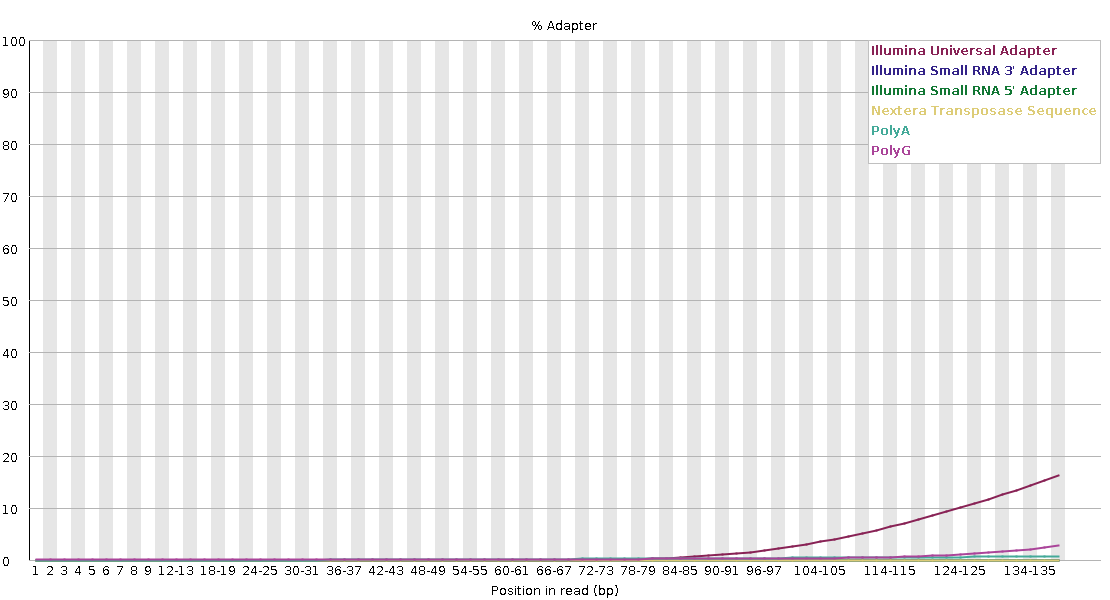 % Adapter
100
90
80
70
60
50
40
30
20
10
0
Illumina Universal Adapter
Illumina Small RNA 3' Adapter
Illumina Small RNA 5' Adapter
Nextera Transposase Sequence
PolyA
PolyG
1 2 3 4 5 6 7 8 9 12-13 18-19 24-25 30-31 36-37 42-43 48-49 54-55 60-61 66-67 72-73 78-79 84-85 90-91 96-97 104-105 114-115 124-125 134-135
Position in read (bp)